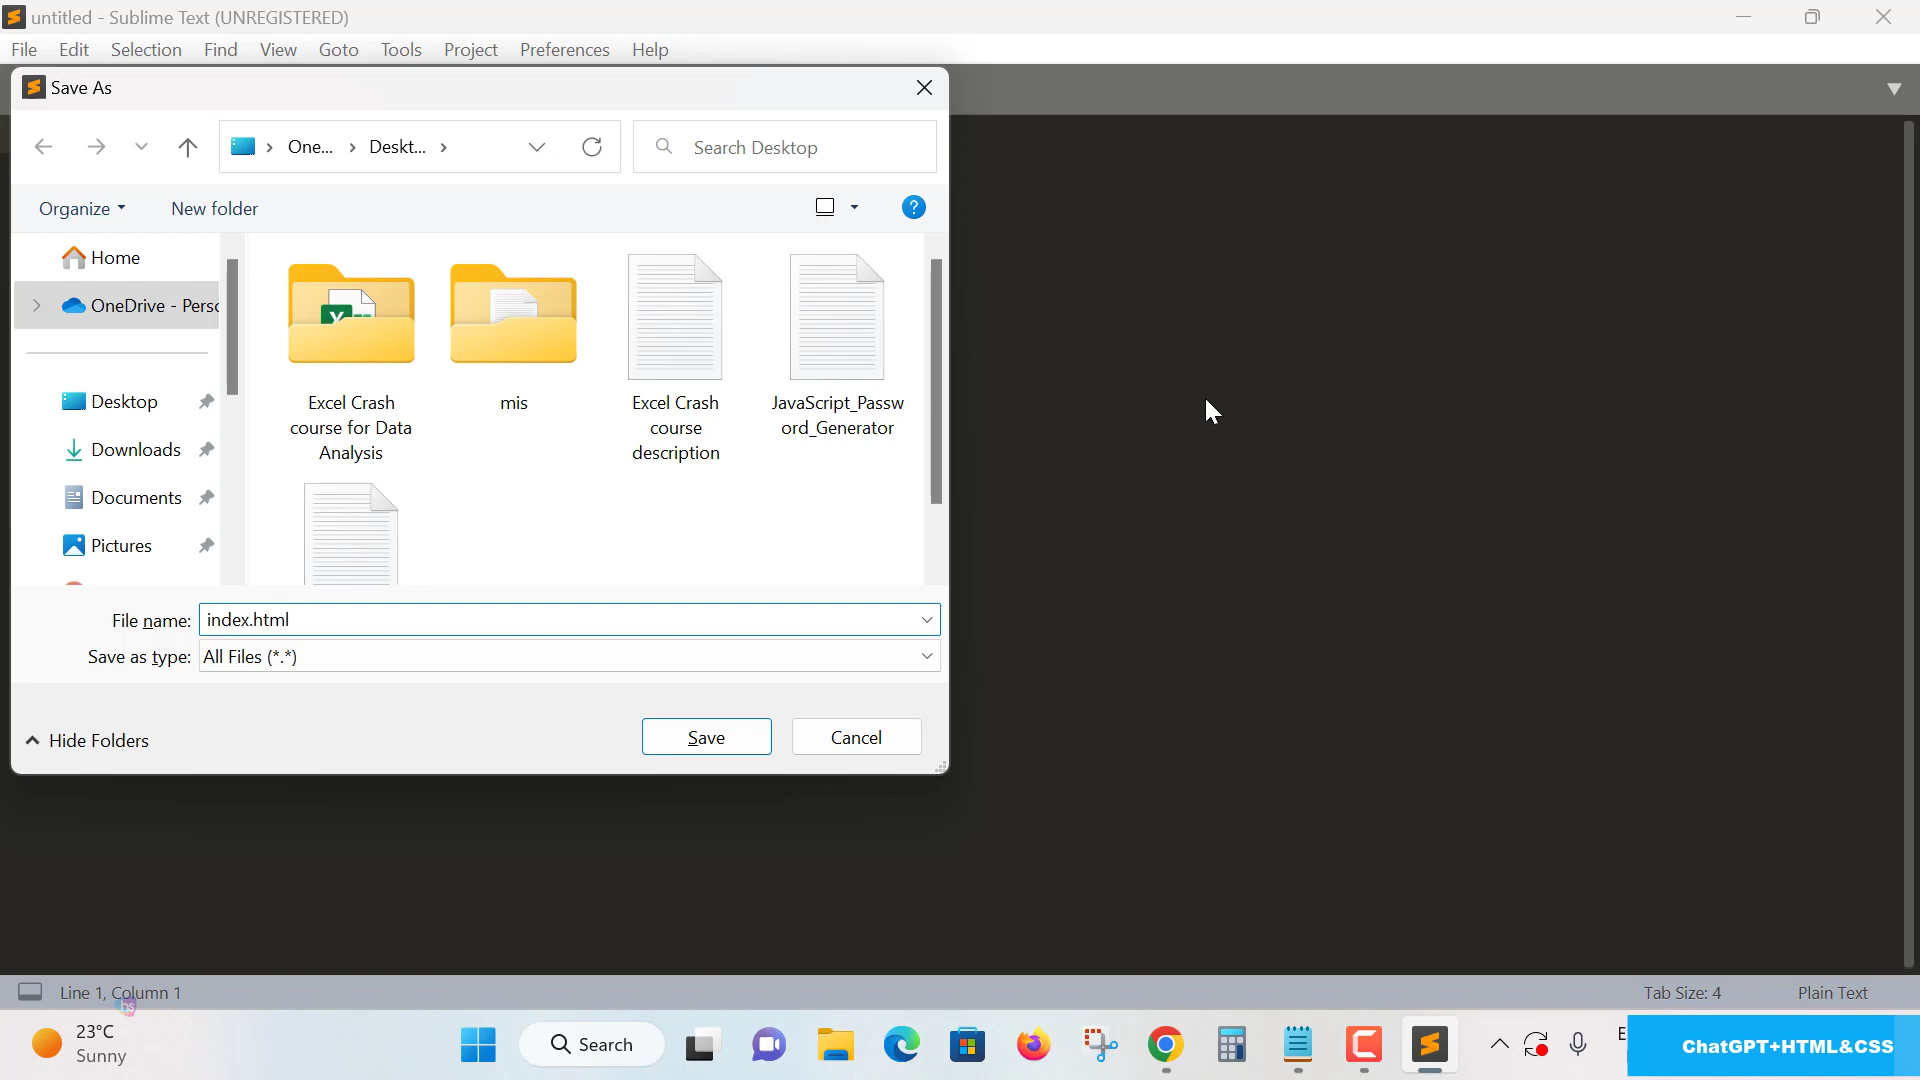 untitled - Sublime Text (UNREGISTERED)
File Edit Selection Find View Goto Tools Project Preferences Help
Save As
One... Deskt...
Search Desktop
Organize New folder
?
Home
OneDrive - Perso
Desktop
Downloads
Documents
Pictures
Excel Crash
course for Data
Analysis
mis
Excel Crash
course
description
JavaScript_Passw
ord_Generator
File name: index.html
Save as type: All Files (*.*)
Hide Folders
Save Cancel
Line 1, Column 1
Tab Size: 4 Plain Text
23°C
Sunny
Search
ChatGPT+HTML&CSS